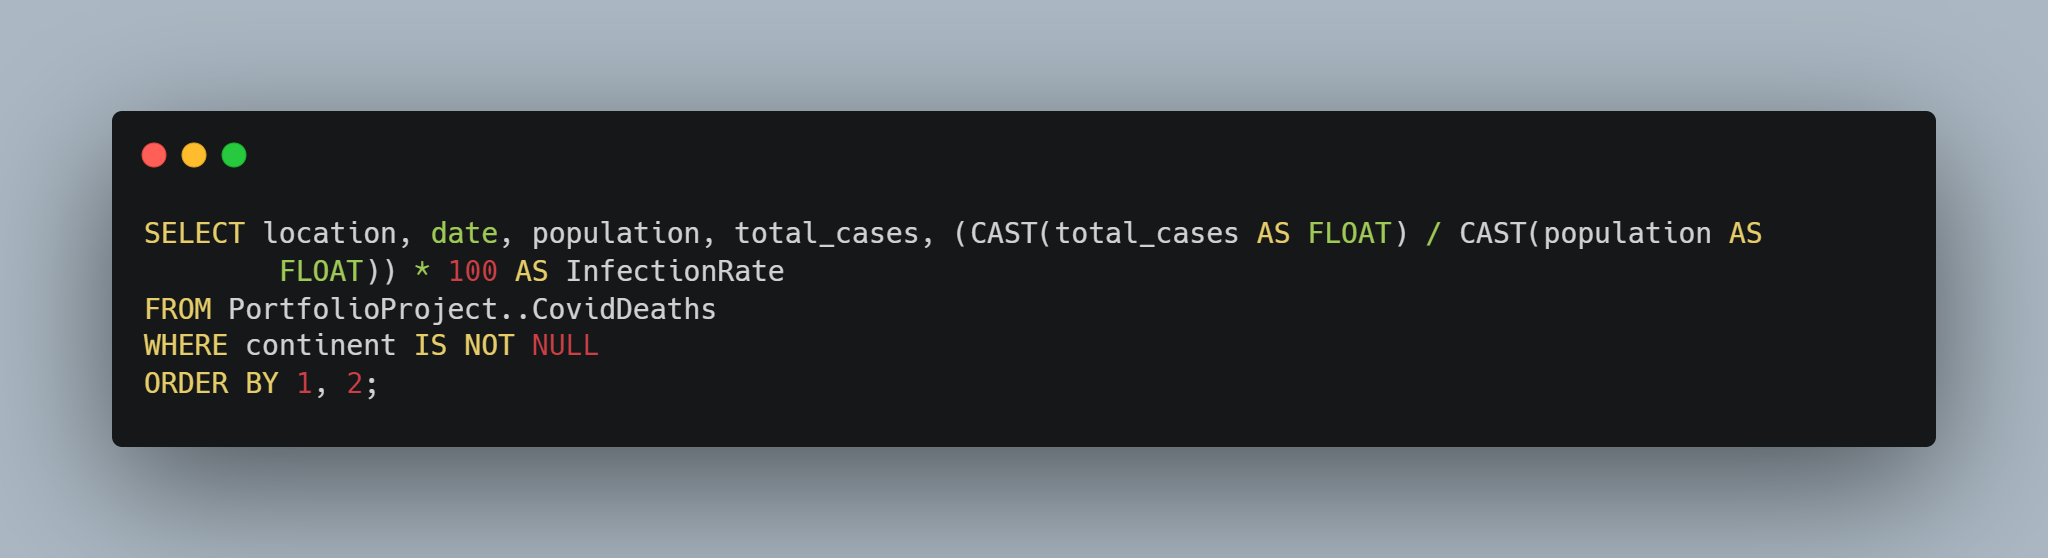 SELECT location, date, population, total_cases, (CAST(total_cases AS FLOAT) / CAST(population AS
FLOAT)) * 100 AS InfectionRate
FROM PortfolioProject..CovidDeaths
WHERE continent IS NOT NULL
ORDER BY 1, 2;